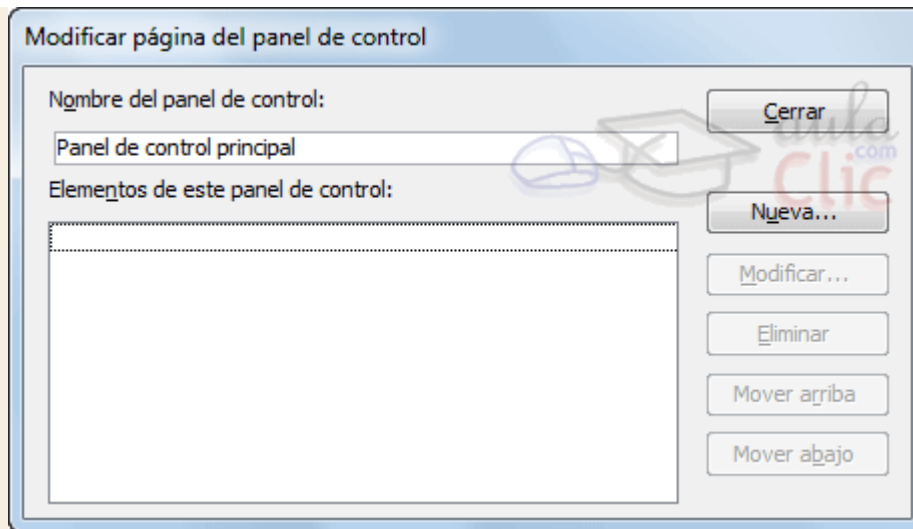 Modificar página del panel de control
Nombre del panel de control:
Panel de control principal
Elementos de este panel de control:
Cerrar
aula
Clic
.com
Nueva...
Modificar...
Eliminar
Mover arriba
Mover abajo